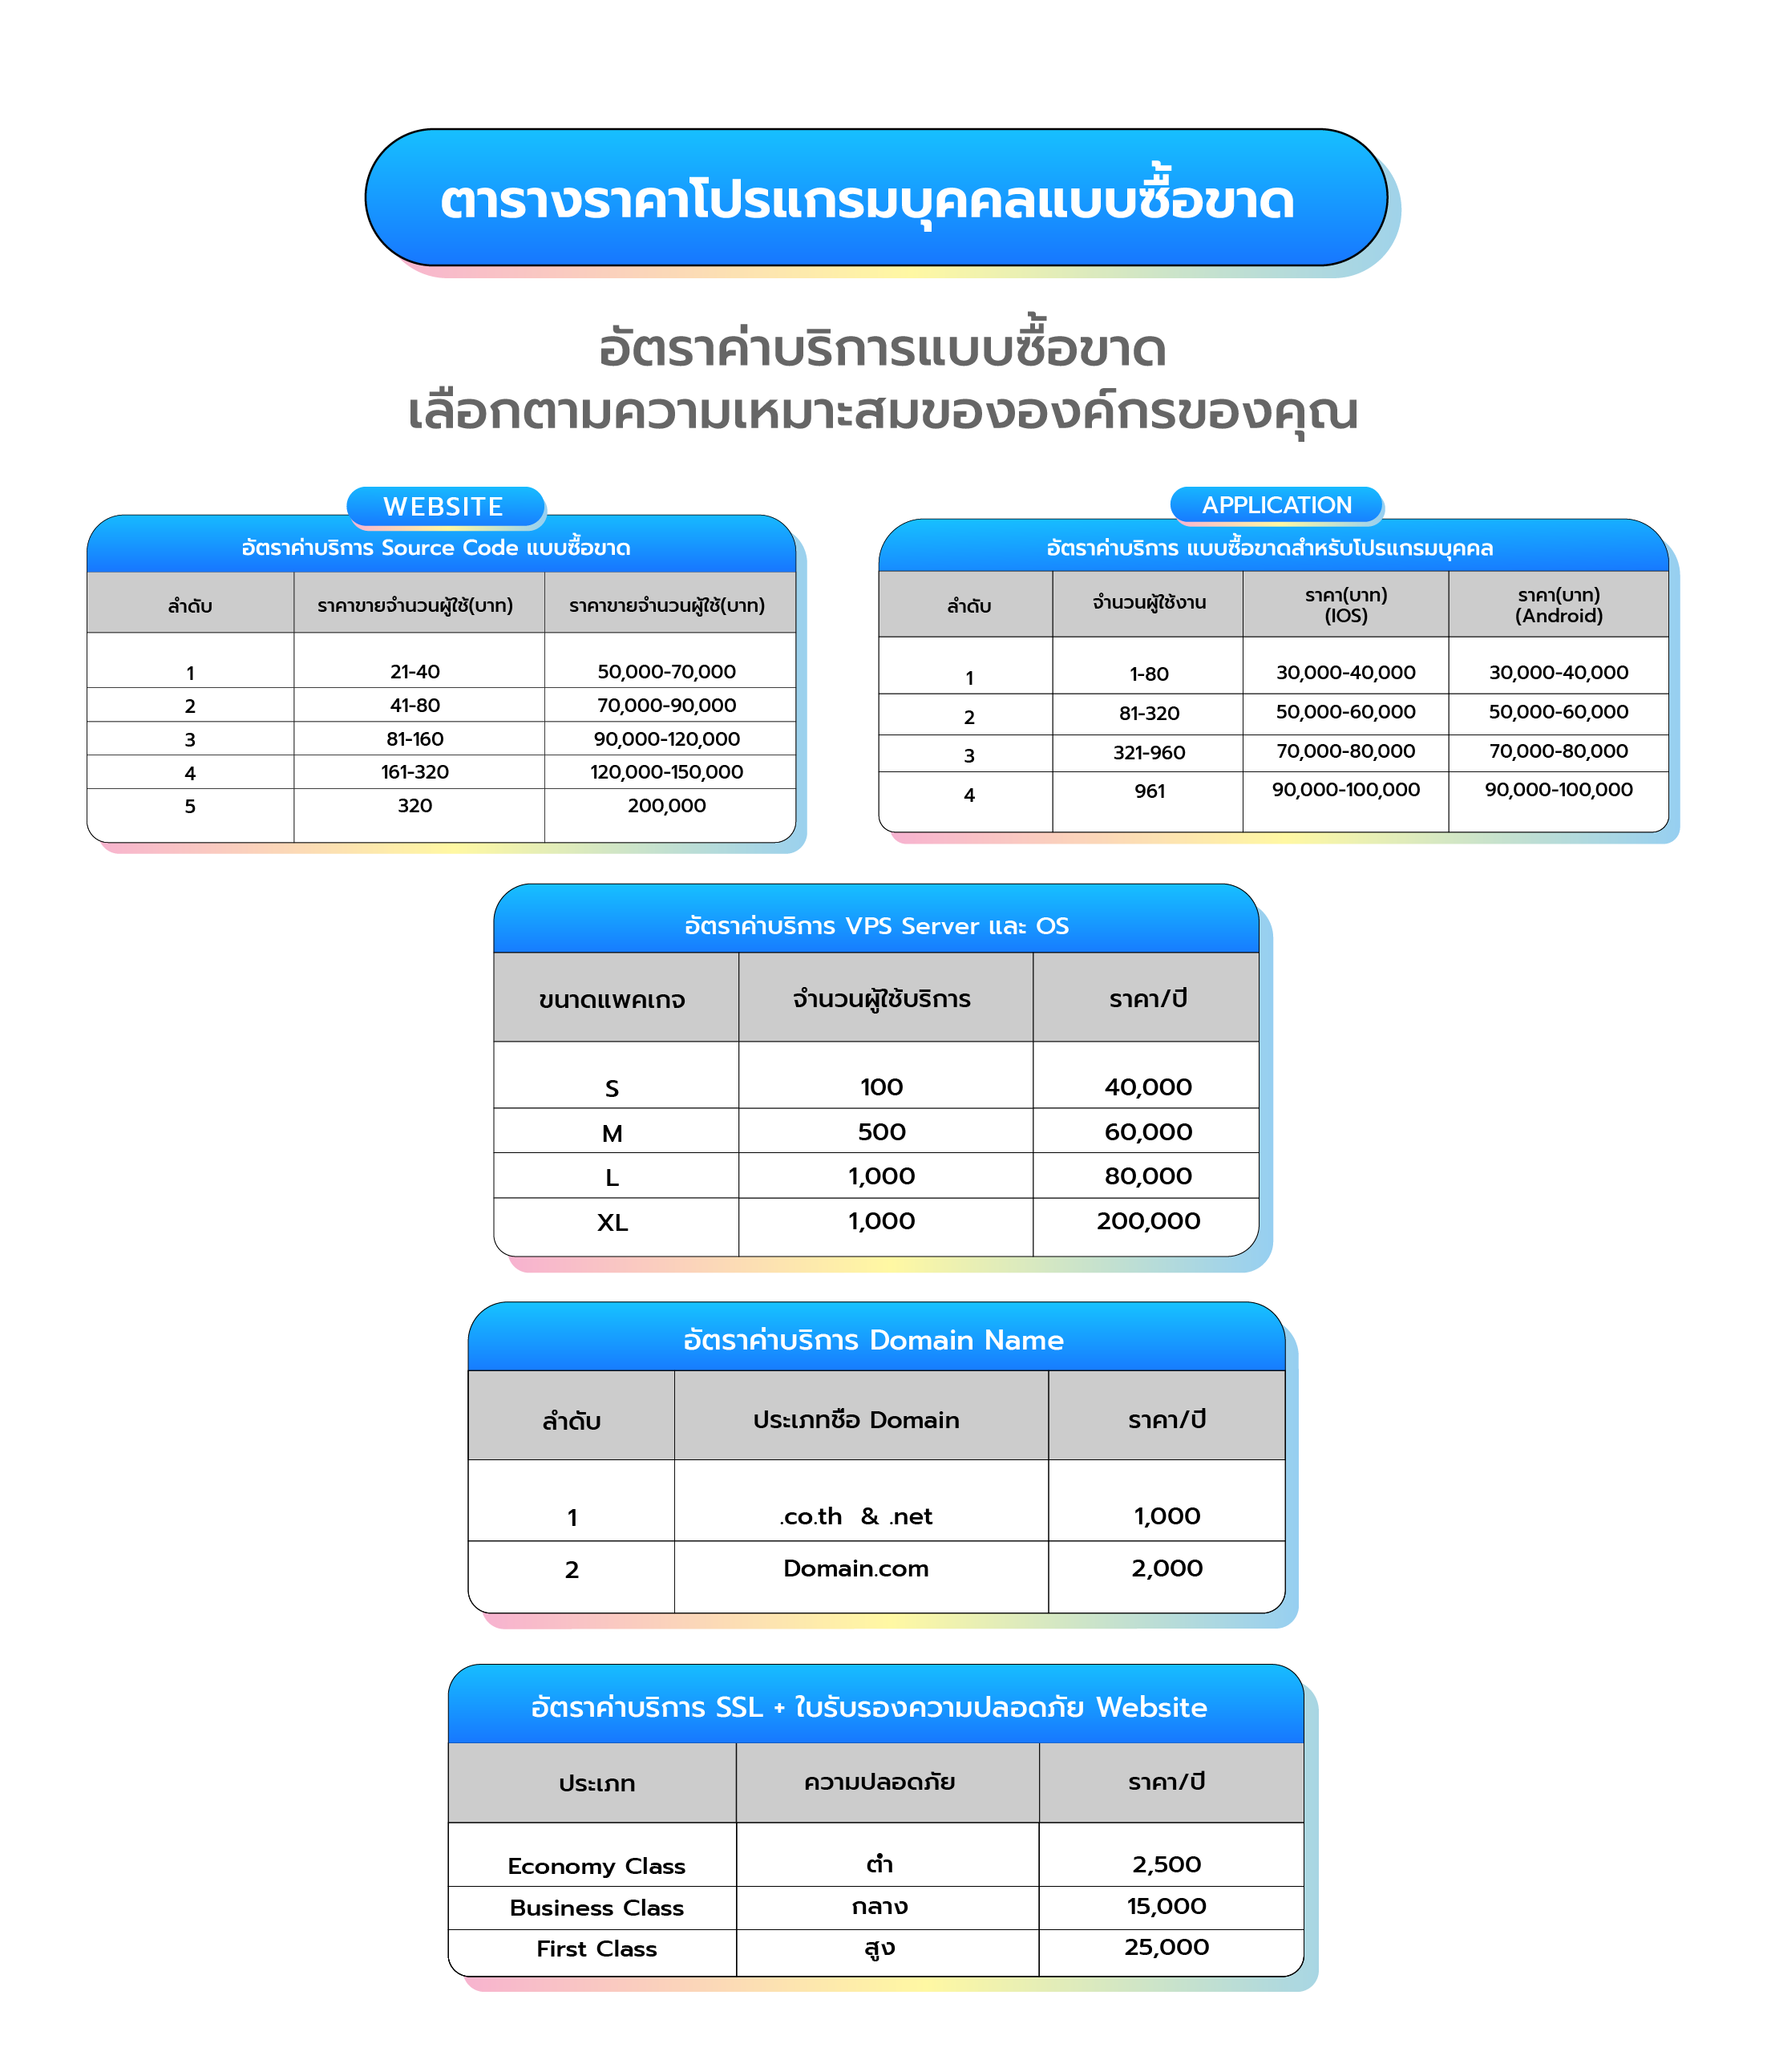 ตารางราคาโปรแกรมบุคคลแบบซื้อขาด
อัตราค่าบริการแบบซื้อขาด
เลือกตามความเหมาะสมขององค์กรของคุณ
WEBSITE
อัตราค่าบริการ Source Code แบบซื้อขาด
ลำดับ ราคาขายจำนวนผู้ใช้(บาท) ราคาขายจำนวนผู้ใช้(บาท)
1 21-40 50,000-70,000
2 41-80 70,000-90,000
3 81-160 90,000-120,000
4 161-320 120,000-150,000
5 320 200,000
APPLICATION
อัตราค่าบริการ แบบซื้อขาดสำหรับโปรแกรมบุคคล
ลำดับ จำนวนผู้ใช้งาน ราคา(บาท) ราคา(บาท)
(IOS) (Android)
1 1-80 30,000-40,000 30,000-40,000
2 81-320 50,000-60,000 50,000-60,000
3 321-960 70,000-80,000 70,000-80,000
4 961 90,000-100,000 90,000-100,000
อัตราค่าบริการ VPS Server และ OS
ขนาดแพคเกจ จำนวนผู้ใช้บริการ ราคา/ปี
S 100 40,000
M 500 60,000
L 1,000 80,000
XL 1,000 200,000
อัตราค่าบริการ Domain Name
ลำดับ ประเภทชือ Domain ราคา/ปี
1 .co.th & .net 1,000
2 Domain.com 2,000
อัตราค่าบริการ SSL + ใบรับรองความปลอดภัย Website
ประเภท ความปลอดภัย ราคา/ปี
Economy Class ต่ำ 2,500
Business Class กลาง 15,000
First Class สูง 25,000